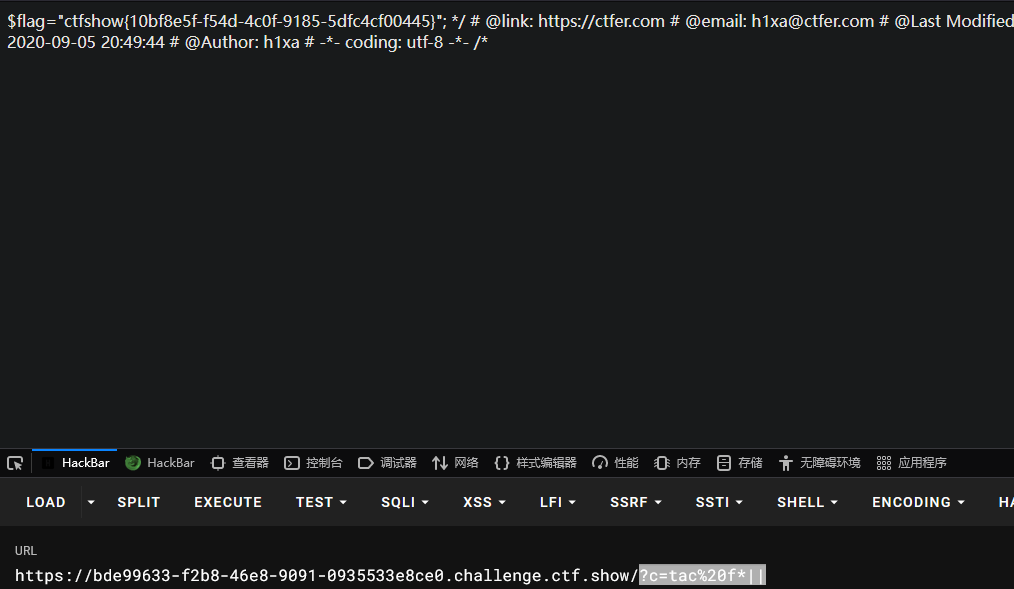 $flag="ctfshow{10bf8e5f-f54d-4c0f-9185-5dfc4cf00445}"; */ # @link: https://ctfer.com # @email: h1xa@ctfer.com # @Last Modified
2020-09-05 20:49:44 # @Author: h1xa # -*- coding: utf-8 -*- /*
HackBar HackBar 查看器 控制台 调试器 网络 样式编辑器 性能 内存 存储 无障碍环境 应用程序
LOAD SPLIT EXECUTE TEST SQLI XSS LFI SSRF SSTI SHELL ENCODING HA
URL
https://bde99633-f2b8-46e8-9091-0935533e8ce0.challenge.ctf.show/?c=tac%20f*||